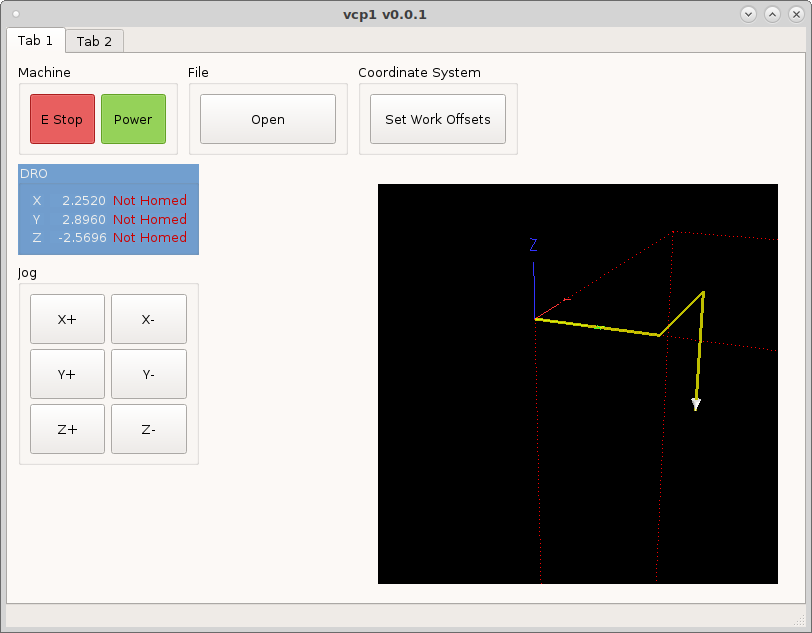 vcp1 v0.0.1
Tab 1 Tab 2
Machine File Coordinate System
E Stop Power Open Set Work Offsets
DRO
X 2.2520 Not Homed
Y 2.8960 Not Homed
Z -2.5696 Not Homed
Jog
X+ X-
Y+ Y-
Z+ Z-
Z